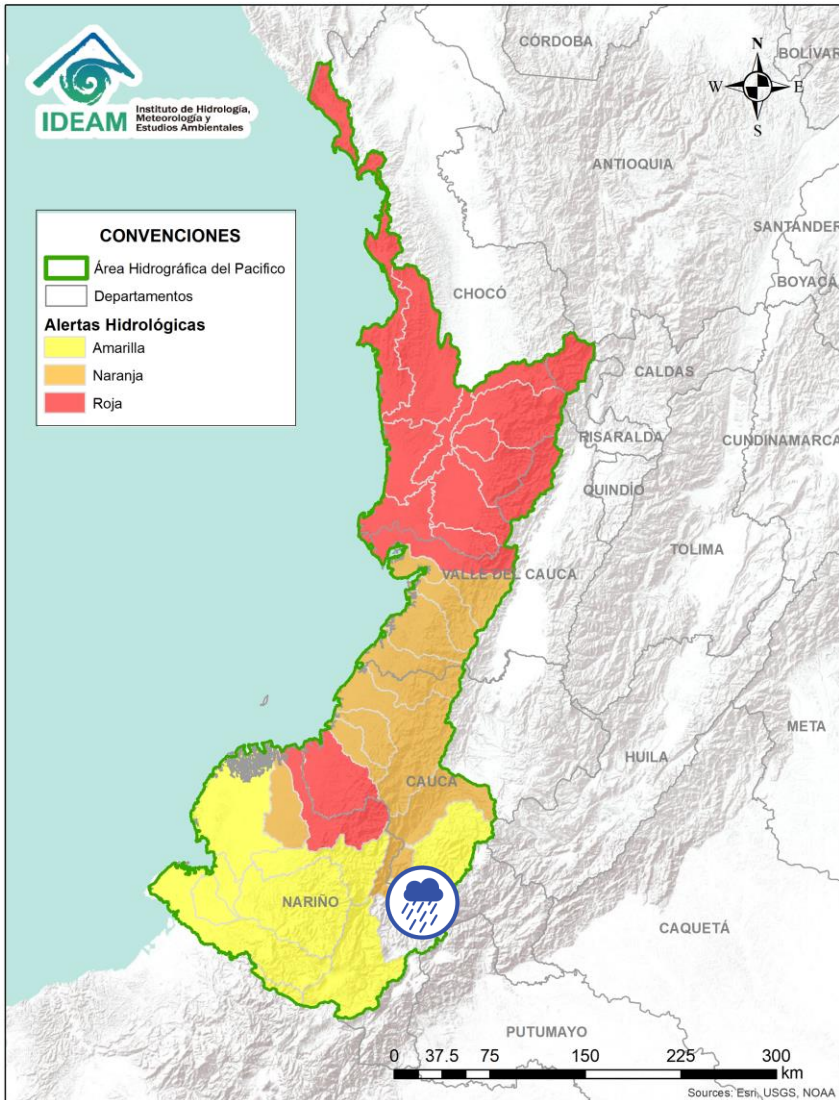 IDEAM
Instituto de Hidrología,
Meteorología y
Estudios Ambientales
CONVENCIONES
Área Hidrográfica del Pacifico
Departamentos
Alertas Hidrológicas
Amarilla
Naranja
Roja
N
W
E
S
CÓRDOBA
BOLÍVAR
ANTIOQUIA
SANTANDER
BOYACÁ
CHOCÓ
CALDAS
RISARALDA
CUNDINAMARCA
QUINDÍO
TOLIMA
VALLE DEL CAUCA
META
HUILA
CAUCA
NARIÑO
CAQUETÁ
PUTUMAYO
0 37.5 75 150 225 300
km
Sources: Esri, USGS, NOAA